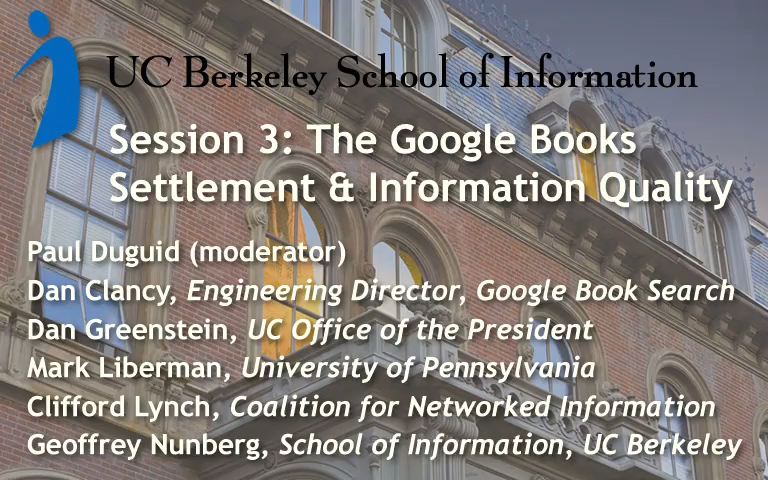 UC Berkeley School of Information
Session 3: The Google Books
Settlement & Information Quality
Paul Duguid (moderator)
Dan Clancy, Engineering Director, Google Book Search
Dan Greenstein, UC Office of the President
Mark Liberman, University of Pennsylvania
Clifford Lynch, Coalition for Networked Information
Geoffrey Nunberg, School of Information, UC Berkeley